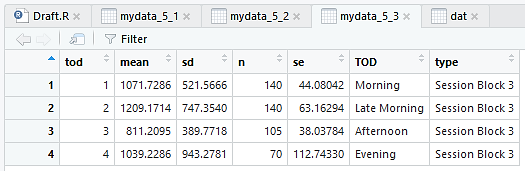 Draft.R mydata_5_1 mydata_5_2 mydata_5_3 dat
Filter
tod mean sd n se TOD type
1 1 1071.7286 521.5666 140 44.08042 Morning Session Block 3
2 2 1209.1714 747.3540 140 63.16294 Late Morning Session Block 3
3 3 811.2095 389.7718 105 38.03784 Afternoon Session Block 3
4 4 1039.2286 943.2781 70 112.74330 Evening Session Block 3